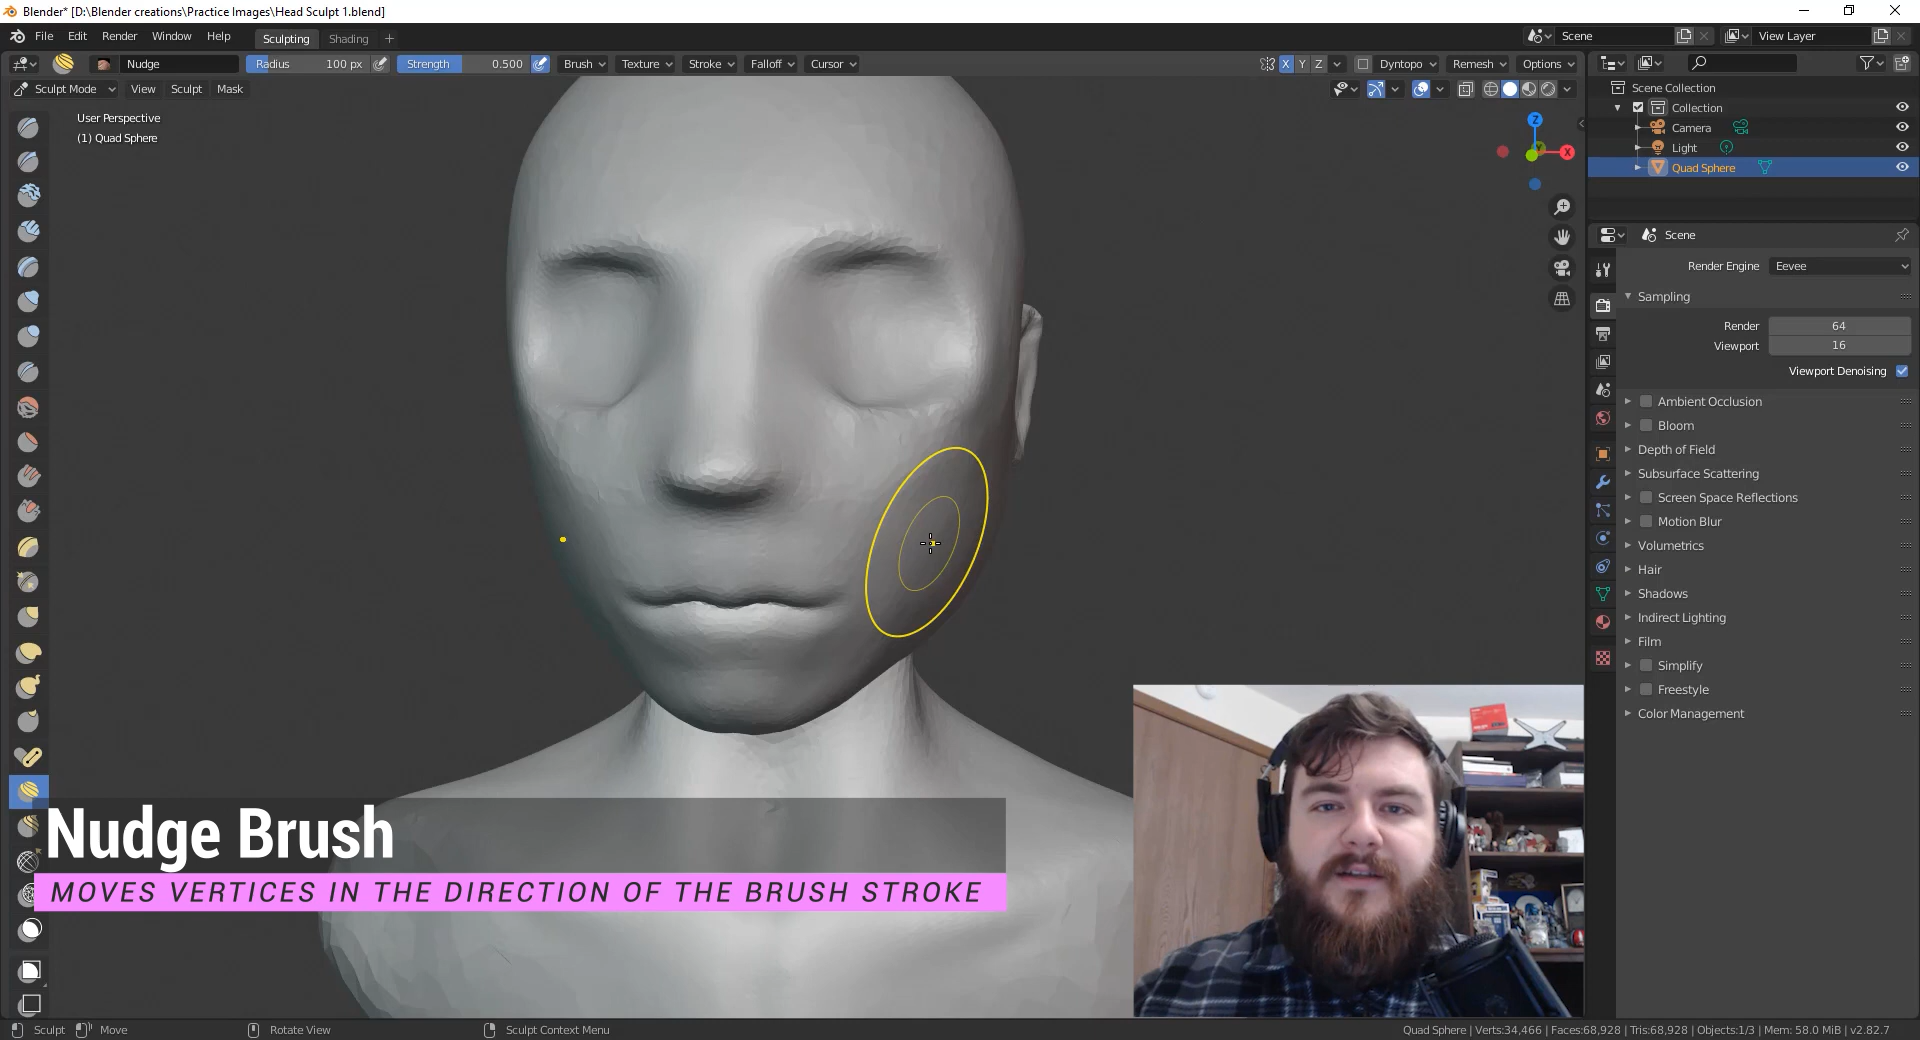 Blender* [D:\Blender creations\Practice Images\Head Sculpt 1.blend]
File Edit Render Window Help Sculpting Shading + Scene View Layer
Nudge Radius 100 px Strength 0.500 Brush Texture Stroke Falloff Cursor X Y Z Dyntopo Remesh Options
Sculpt Mode View Sculpt Mask
User Perspective
(1) Quad Sphere
Z
X
Scene Collection
Collection
Camera
Light
Quad Sphere
Scene
Render Engine Eevee
Sampling
Render 64
Viewport 16
Viewport Denoising
Ambient Occlusion
Bloom
Depth of Field
Subsurface Scattering
Screen Space Reflections
Motion Blur
Volumetrics
Hair
Shadows
Indirect Lighting
Film
Simplify
Freestyle
Color Management
Nudge Brush
MOVES VERTICES IN THE DIRECTION OF THE BRUSH STROKE
Sculpt Move Rotate View Sculpt Context Menu Quad Sphere | Verts:34,466 | Faces:68,928 | Tris:68,928 | Objects:1/3 | Mem: 58.0 MiB | v2.82.7